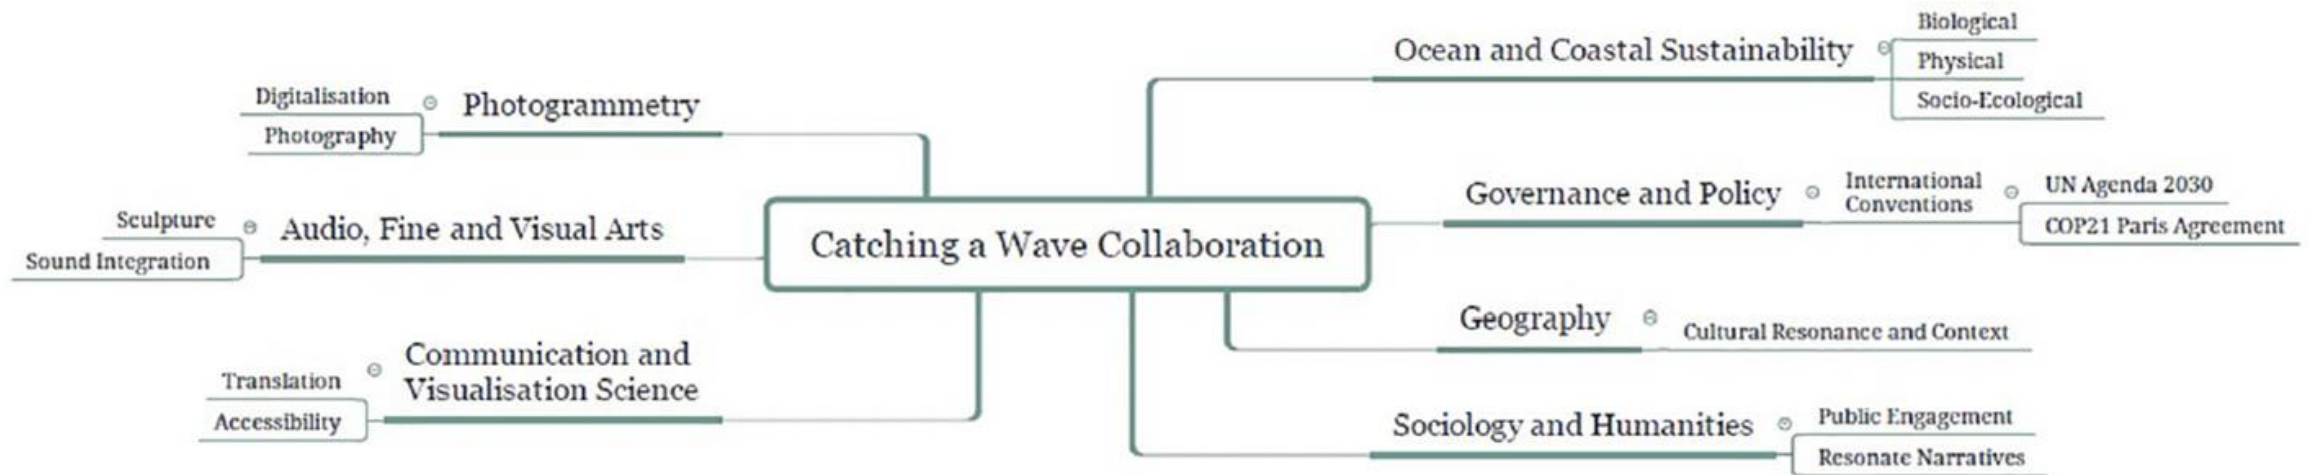 Catching a Wave Collaboration
Photogrammetry
Digitalisation
Photography
Audio, Fine and Visual Arts
Sculpture
Sound Integration
Communication and
Visualisation Science
Translation
Accessibility
Ocean and Coastal Sustainability
Biological
Physical
Socio-Ecological
Governance and Policy
International
Conventions
UN Agenda 2030
COP21 Paris Agreement
Geography
Cultural Resonance and Context
Sociology and Humanities
Public Engagement
Resonate Narratives